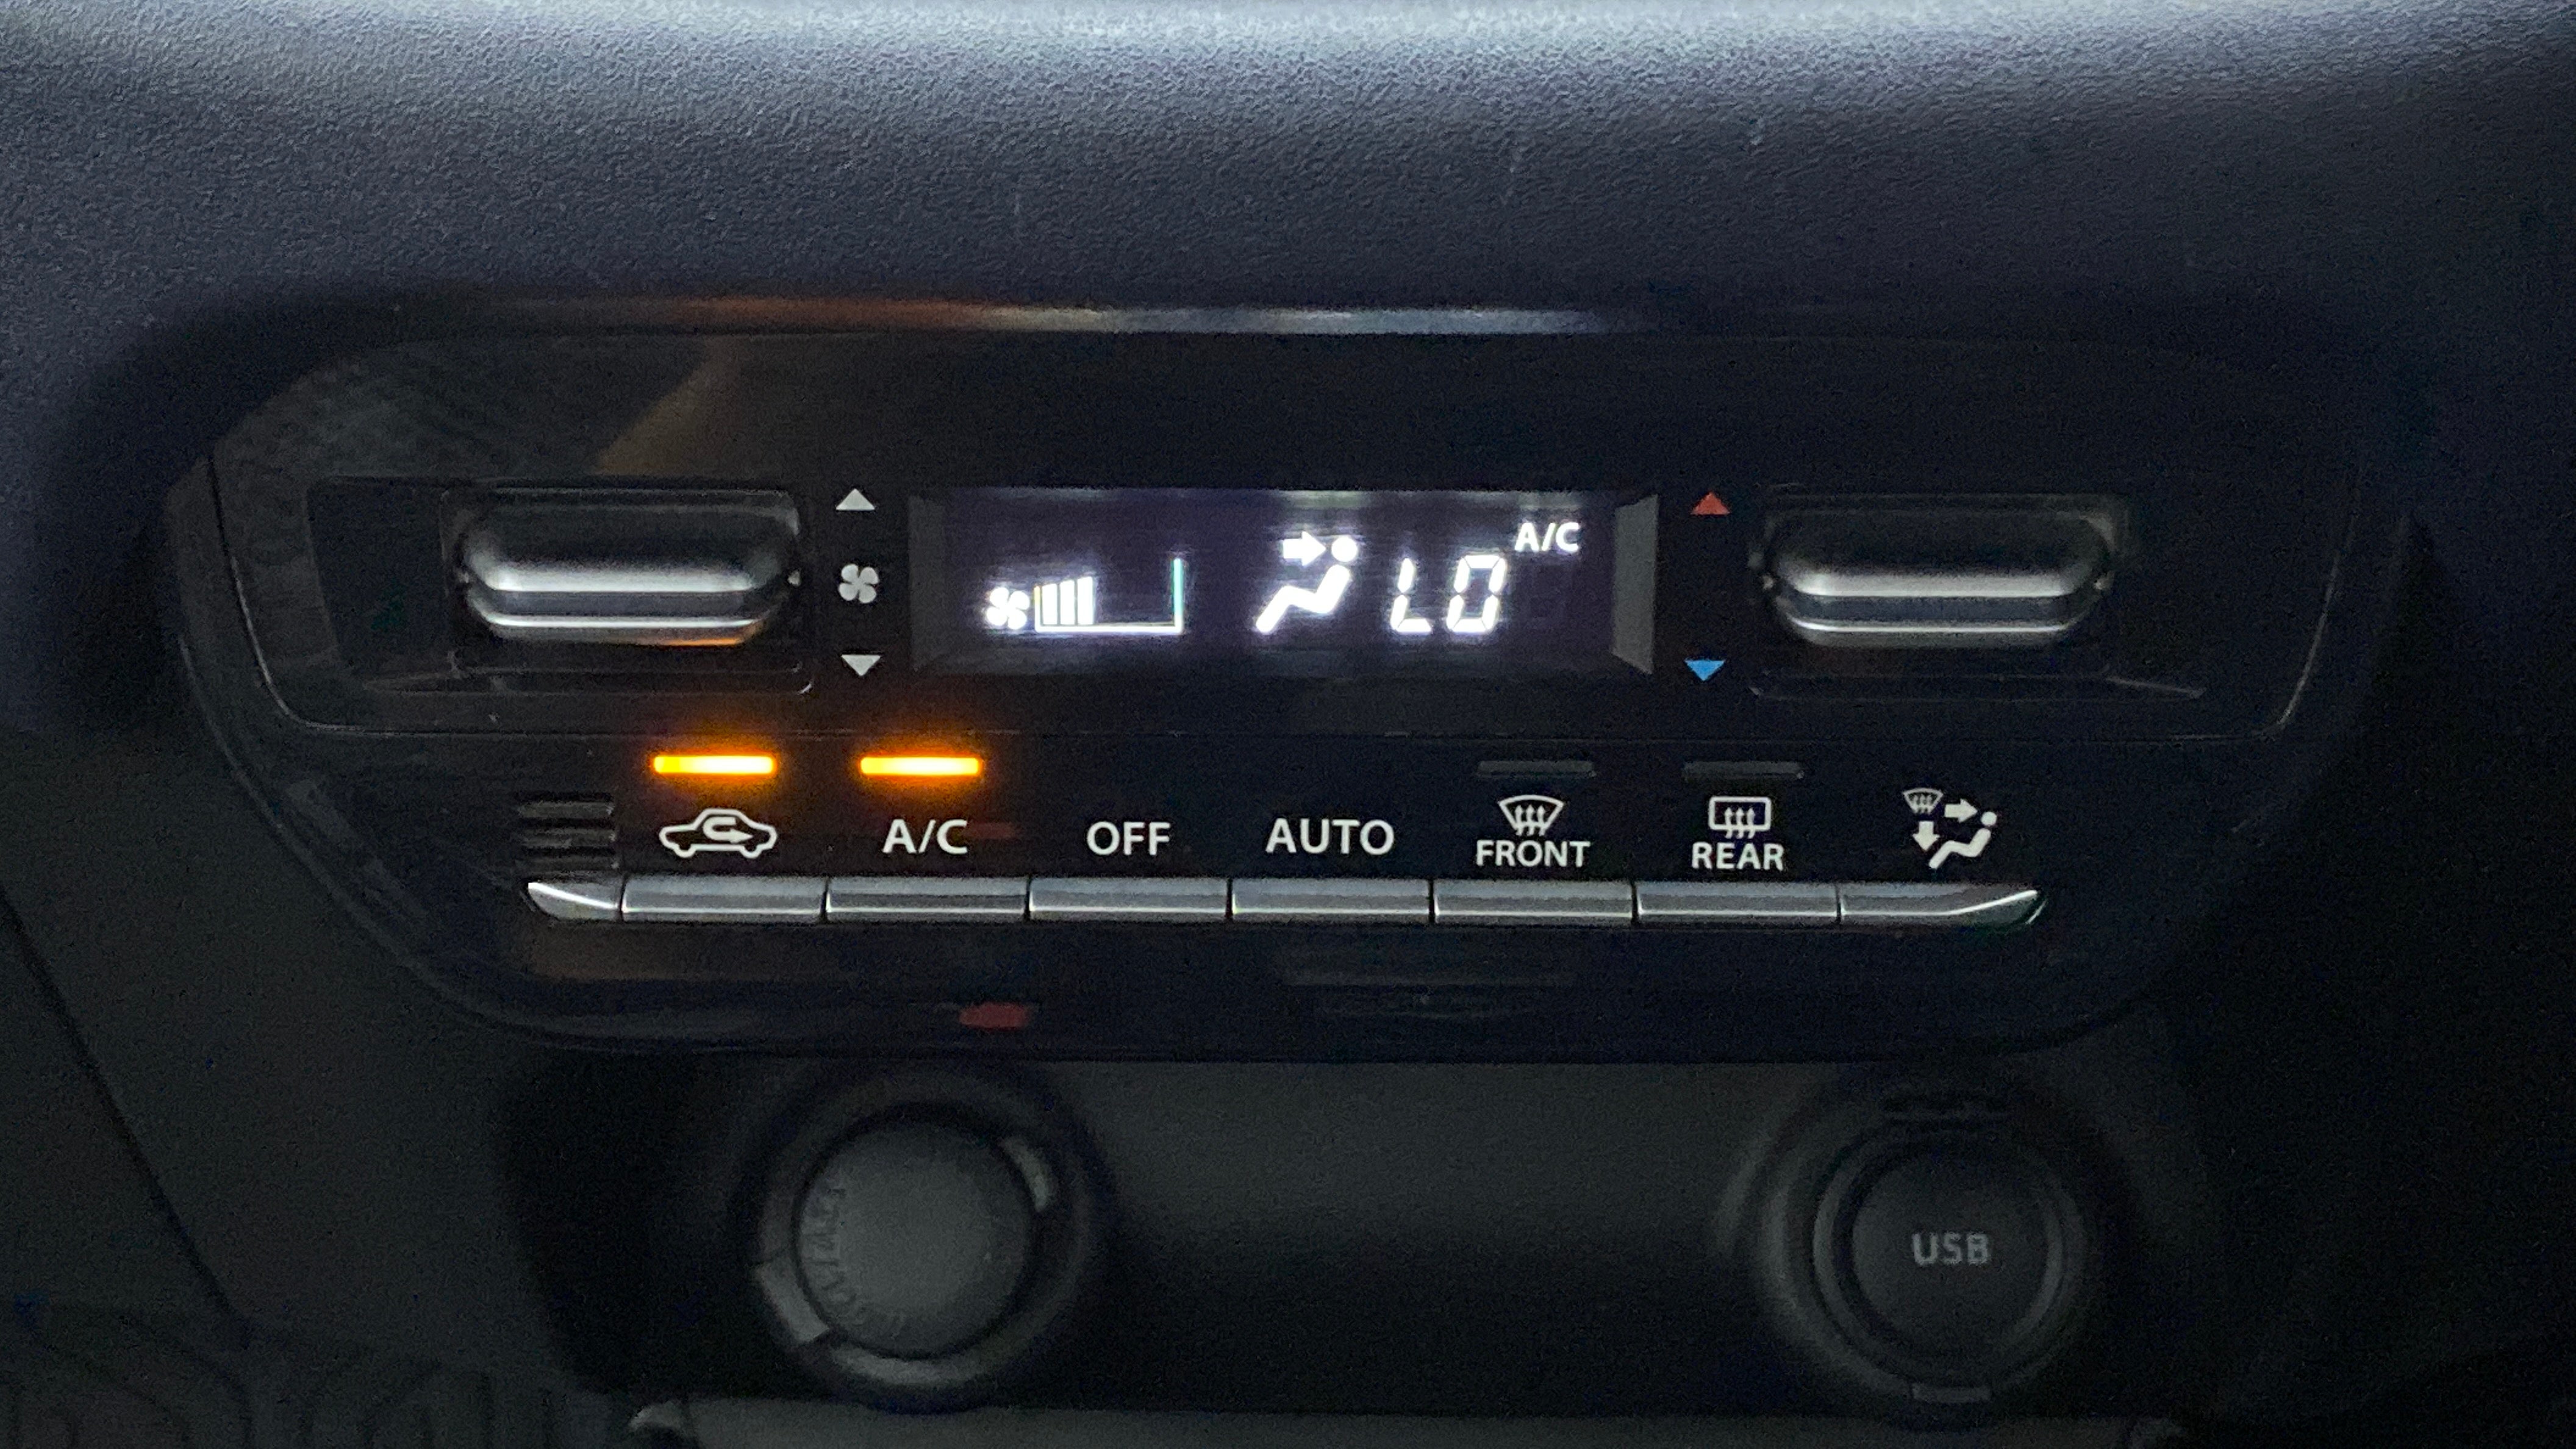 A/C
LO
A/C
OFF
AUTO
FRONT
REAR
USB